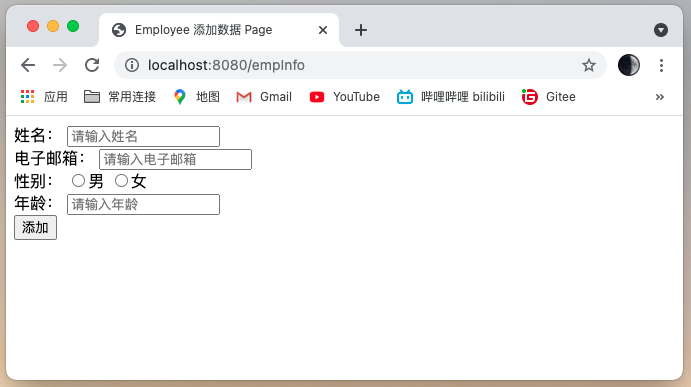 Employee 添加数据 Page
localhost:8080/empInfo
应用 常用连接 地图 Gmail YouTube 哔哩哔哩 bilibili Gitee
姓名： 请输入姓名
电子邮箱： 请输入电子邮箱
性别： 男 女
年龄： 请输入年龄
添加